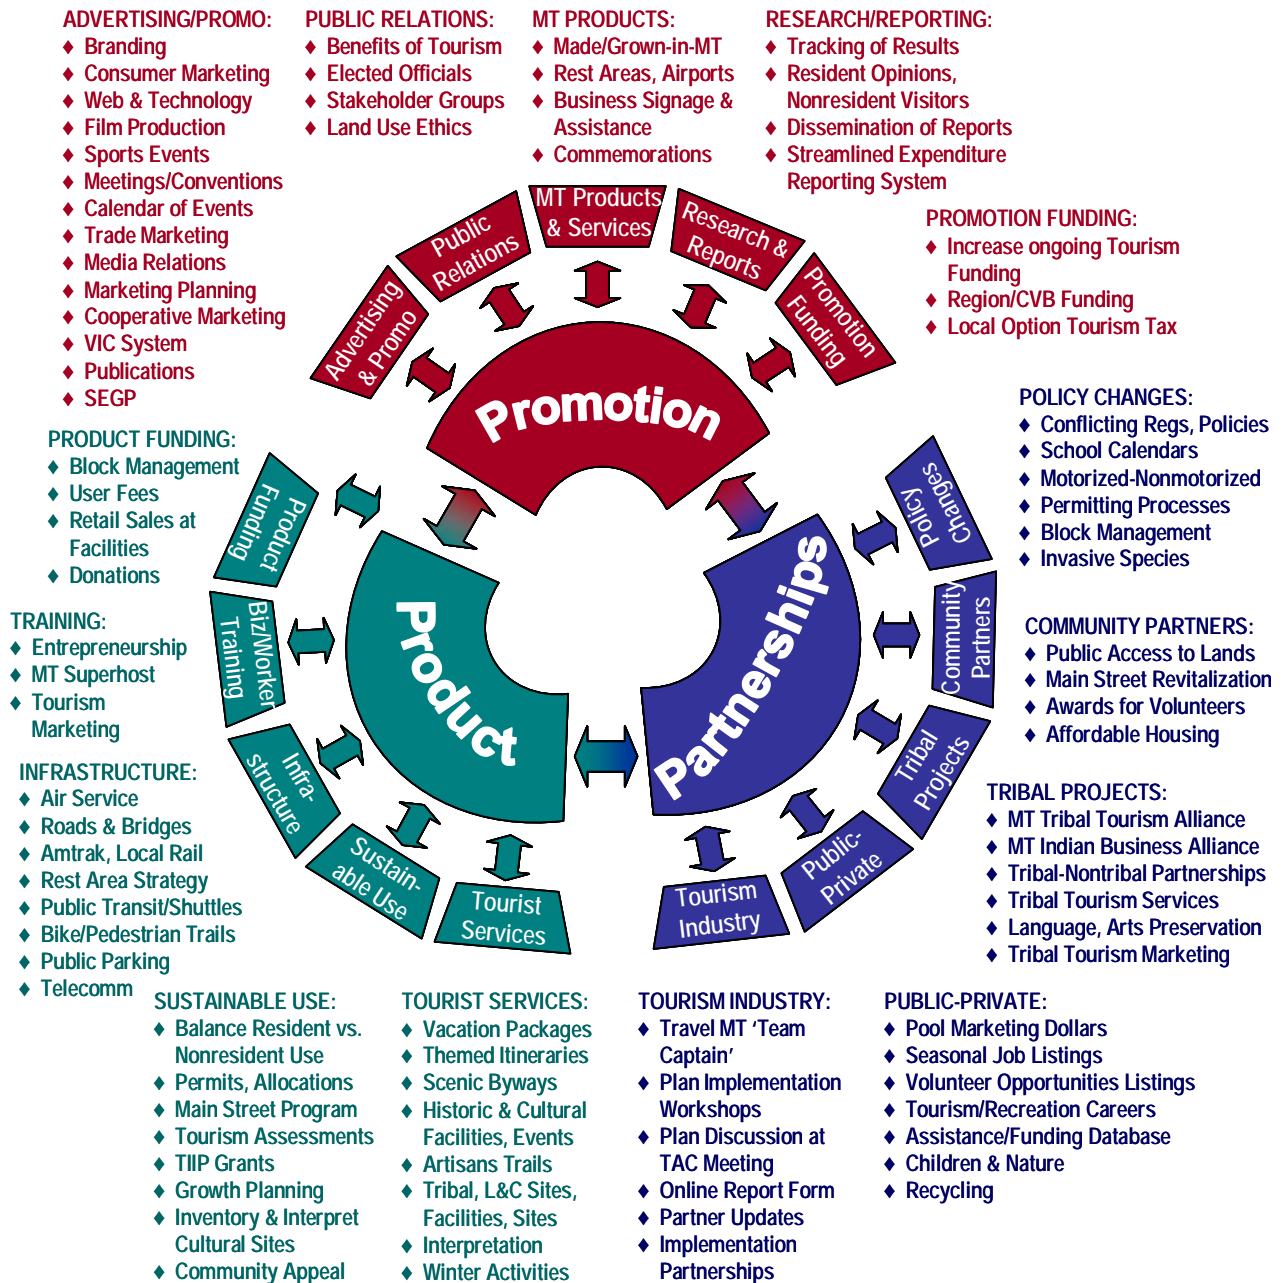 ADVERTISING/PROMO:
♦ Branding
♦ Consumer Marketing
♦ Web & Technology
♦ Film Production
♦ Sports Events
♦ Meetings/Conventions
♦ Calendar of Events
♦ Trade Marketing
♦ Media Relations
♦ Marketing Planning
♦ Cooperative Marketing
♦ VIC System
♦ Publications
♦ SEGP
PUBLIC RELATIONS:
♦ Benefits of Tourism
♦ Elected Officials
♦ Stakeholder Groups
♦ Land Use Ethics
MT PRODUCTS:
♦ Made/Grown-in-MT
♦ Rest Areas, Airports
♦ Business Signage &
Assistance
♦ Commemorations
RESEARCH/REPORTING:
♦ Tracking of Results
♦ Resident Opinions,
Nonresident Visitors
♦ Dissemination of Reports
♦ Streamlined Expenditure
Reporting System
PROMOTION FUNDING:
♦ Increase ongoing Tourism
Funding
♦ Region/CVB Funding
♦ Local Option Tourism Tax
Advertising
& Promo
Public
Relations
MT Products
& Services
Research &
Reports
Promotion
Funding
Promotion
POLICY CHANGES:
♦ Conflicting Regs, Policies
♦ School Calendars
♦ Motorized-Nonmotorized
♦ Permitting Processes
♦ Block Management
♦ Invasive Species
COMMUNITY PARTNERS:
♦ Public Access to Lands
♦ Main Street Revitalization
♦ Awards for Volunteers
♦ Affordable Housing
TRIBAL PROJECTS:
♦ MT Tribal Tourism Alliance
♦ MT Indian Business Alliance
♦ Tribal-Nontribal Partnerships
♦ Tribal Tourism Services
♦ Language, Arts Preservation
♦ Tribal Tourism Marketing
Policy
Changes
Community
Partners
Tribal
Projects
Public-
Private
Tourism
Industry
Partnerships
PRODUCT FUNDING:
♦ Block Management
♦ User Fees
♦ Retail Sales at
Facilities
♦ Donations
TRAINING:
♦ Entrepreneurship
♦ MT Superhost
♦ Tourism
Marketing
INFRASTRUCTURE:
♦ Air Service
♦ Roads & Bridges
♦ Amtrak, Local Rail
♦ Rest Area Strategy
♦ Public Transit/Shuttles
♦ Bike/Pedestrian Trails
♦ Public Parking
♦ Telecomm
Product
Funding
Biz/Worker
Training
Infra-
structure
Sustain-
able Use
Tourist
Services
Product
SUSTAINABLE USE:
♦ Balance Resident vs.
Nonresident Use
♦ Permits, Allocations
♦ Main Street Program
♦ Tourism Assessments
♦ TIIP Grants
♦ Growth Planning
♦ Inventory & Interpret
Cultural Sites
♦ Community Appeal
TOURIST SERVICES:
♦ Vacation Packages
♦ Themed Itineraries
♦ Scenic Byways
♦ Historic & Cultural
Facilities, Events
♦ Artisans Trails
♦ Tribal, L&C Sites,
Facilities, Sites
♦ Interpretation
♦ Winter Activities
TOURISM INDUSTRY:
♦ Travel MT 'Team
Captain'
♦ Plan Implementation
Workshops
♦ Plan Discussion at
TAC Meeting
♦ Online Report Form
♦ Partner Updates
♦ Implementation
Partnerships
PUBLIC-PRIVATE:
♦ Pool Marketing Dollars
♦ Seasonal Job Listings
♦ Volunteer Opportunities Listings
♦ Tourism/Recreation Careers
♦ Assistance/Funding Database
♦ Children & Nature
♦ Recycling